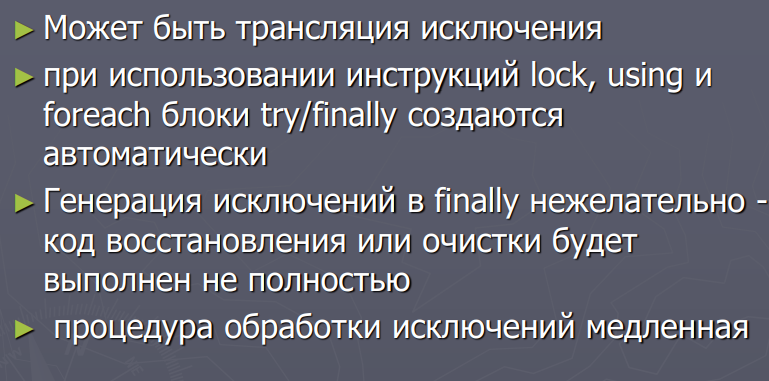 Может быть трансляция исключения
при использовании инструкций lock, using и
foreach блоки try/finally создаются
автоматически
Генерация исключений в finally нежелательно -
код восстановления или очистки будет
выполнен не полностью
процедура обработки исключений медленная